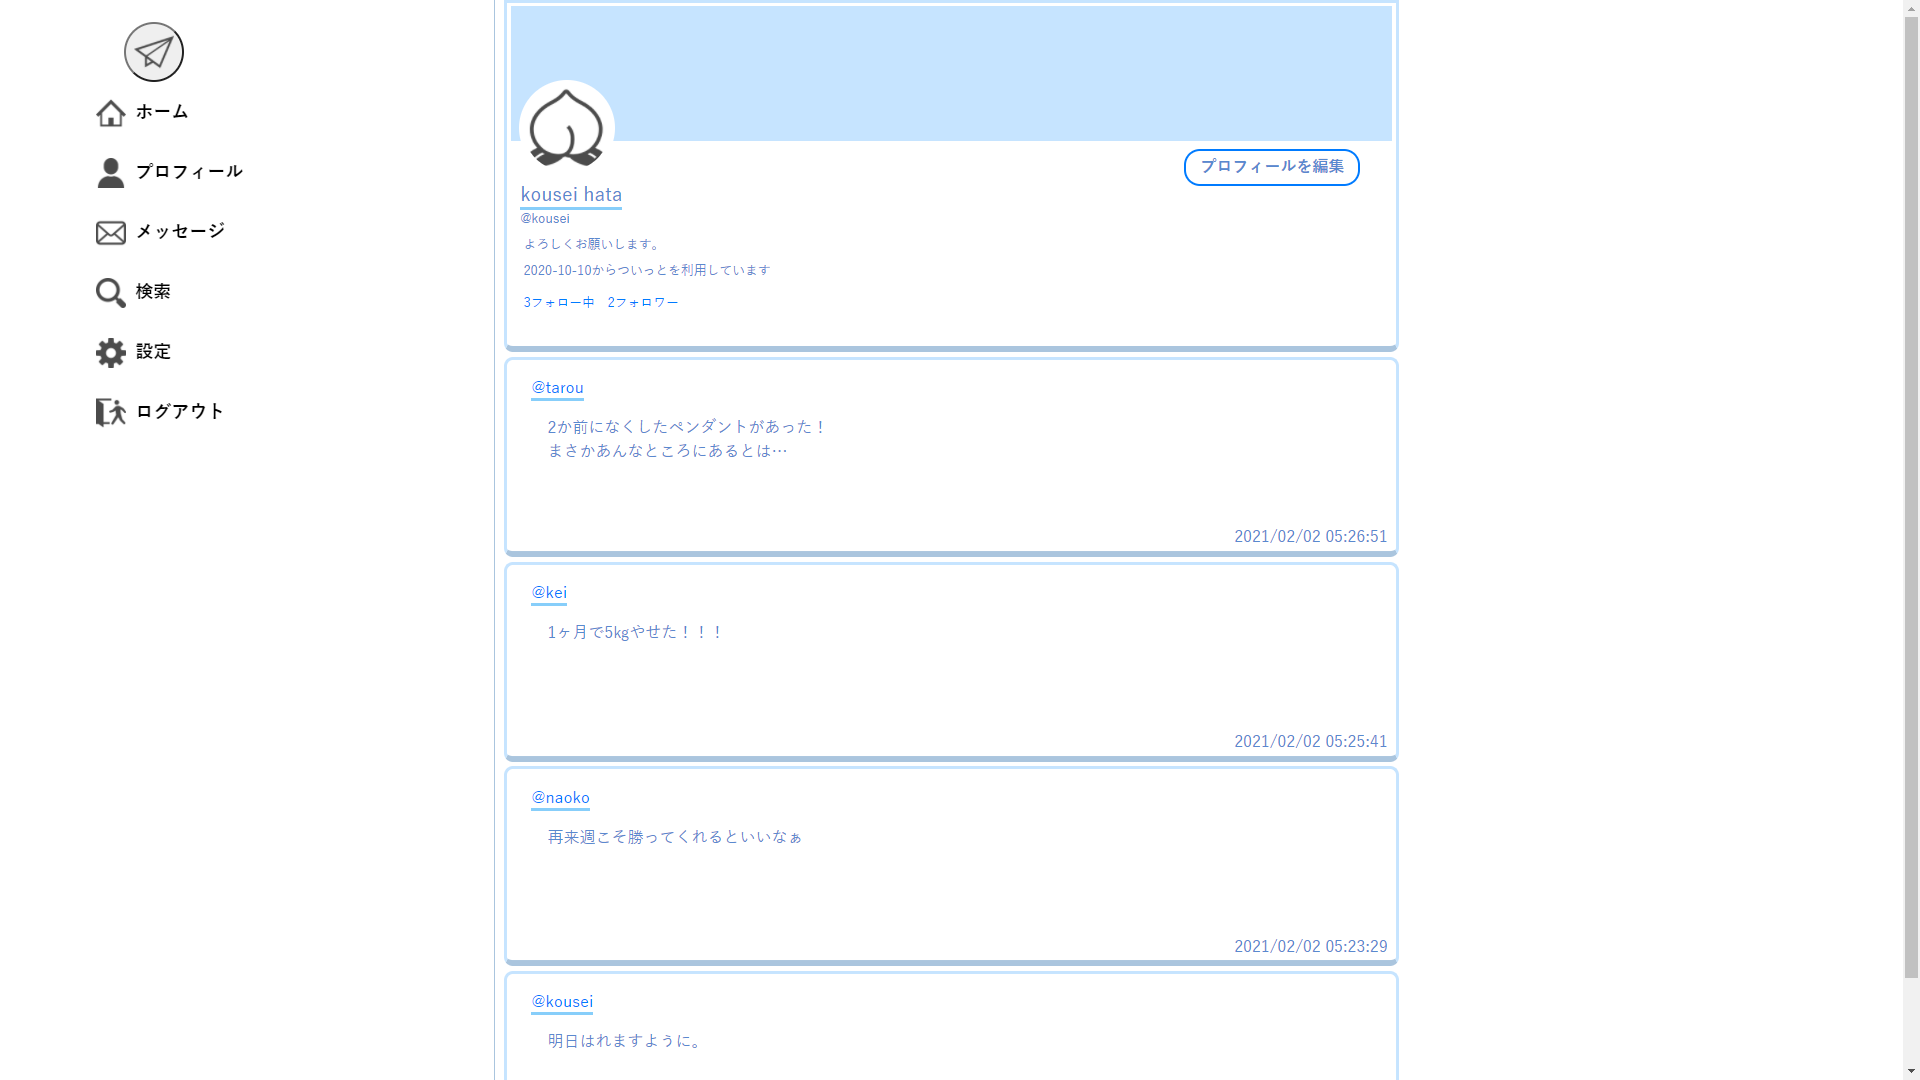 ホーム
プロフィール
メッセージ
検索
設定
ログアウト
プロフィールを編集
kousei hata
@kousei
よろしくお願いします。
2020-10-10からついっとを利用しています
3フォロー中 2フォロワー
@tarou
2か前になくしたペンダントがあった！
まさかあんなところにあるとは…
2021/02/02 05:26:51
@kei
1ヶ月で5kgやせた！！！
2021/02/02 05:25:41
@naoko
再来週こそ勝ってくれるといいなぁ
2021/02/02 05:23:29
@kousei
明日はれますように。